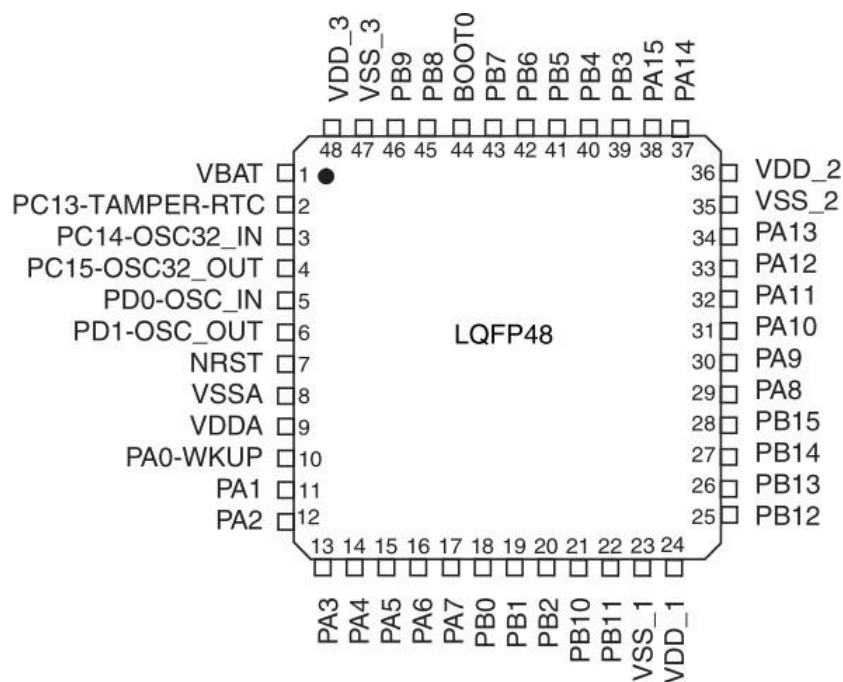 VDD_3 VSS_3 PB9 PB8 BOOT0 PB7 PB6 PB5 PB4 PB3 PA15 PA14
48 47 46 45 44 43 42 41 40 39 38 37
VBAT 1 36 VDD_2
PC13-TAMPER-RTC 2 35 VSS_2
PC14-OSC32_IN 3 34 PA13
PC15-OSC32_OUT 4 33 PA12
PD0-OSC_IN 5 32 PA11
PD1-OSC_OUT 6 LQFP48 31 PA10
NRST 7 30 PA9
VSSA 8 29 PA8
VDDA 9 28 PB15
PA0-WKUP 10 27 PB14
PA1 11 26 PB13
PA2 12 25 PB12
13 14 15 16 17 18 19 20 21 22 23 24
PA3 PA4 PA5 PA6 PA7 PB0 PB1 PB2 PB10 PB11 VSS_1 VDD_1